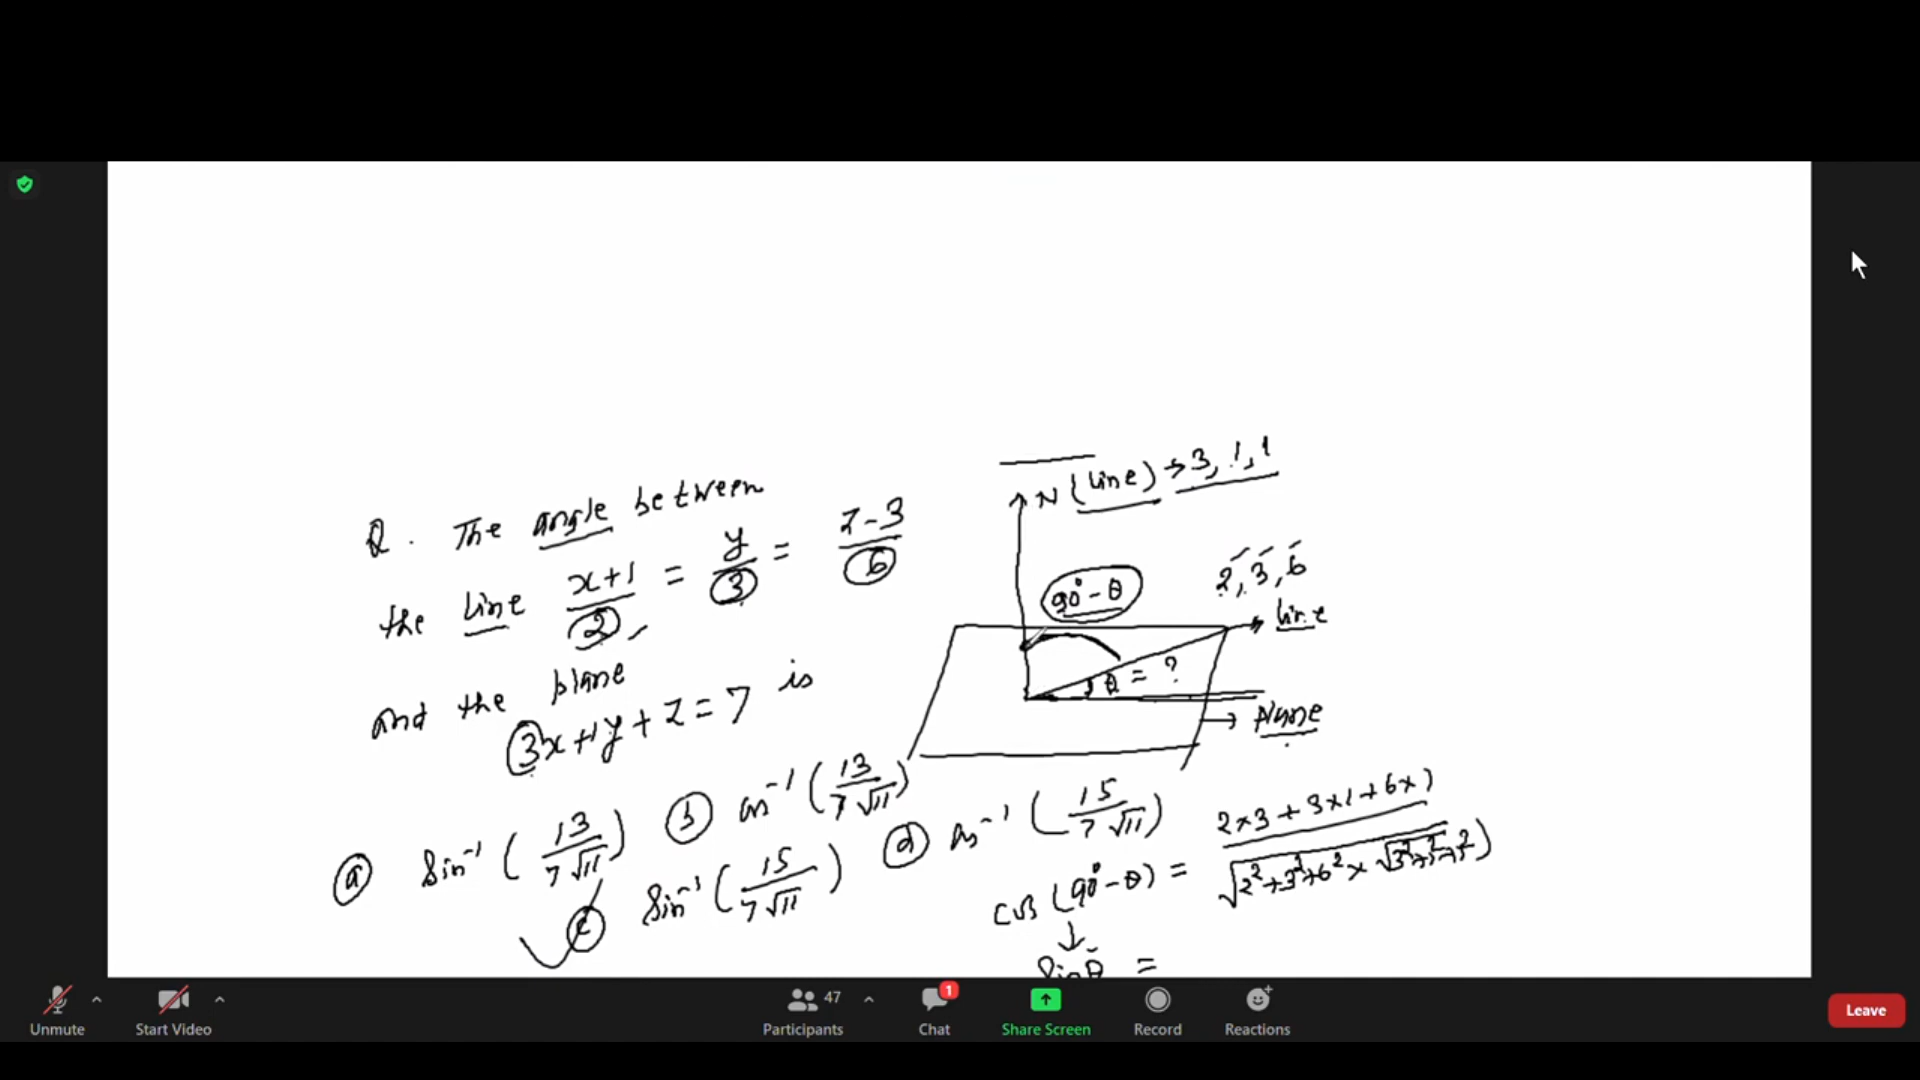 N (line) → 3, 1, 1
Q. The angle between
the line x+1/2 = y/3 = z-3/6
90° - θ
2, 3, 6
line
and the plane
3x+1y+z=7 is
θ = ?
plane
(a) Sin⁻¹ (13/7√11) (b) cos⁻¹ (13/7√11)
(c) Sin⁻¹ (15/7√11) (d) cos⁻¹ (15/7√11)
cos (90° - θ) = 2×3 + 3×1 + 6×1 / √2²+3²+6² × √3²+1²+1²
Sin θ =
Unmute
Start Video
47
Participants
1
Chat
Share Screen
Record
Reactions
Leave